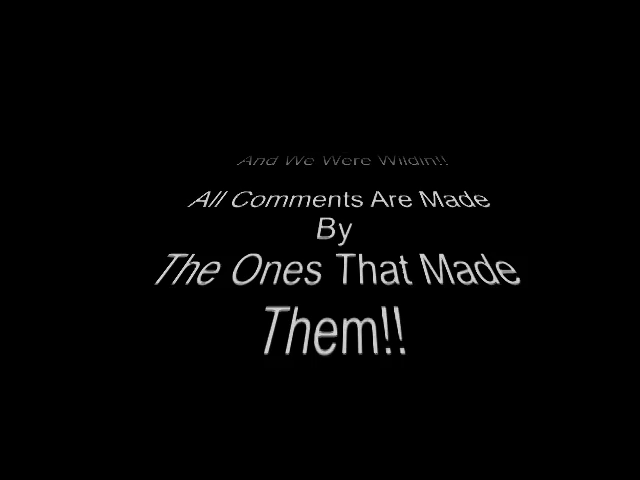 And We Were Wildin!!
All Comments Are Made
By
The Ones That Made
Them!!